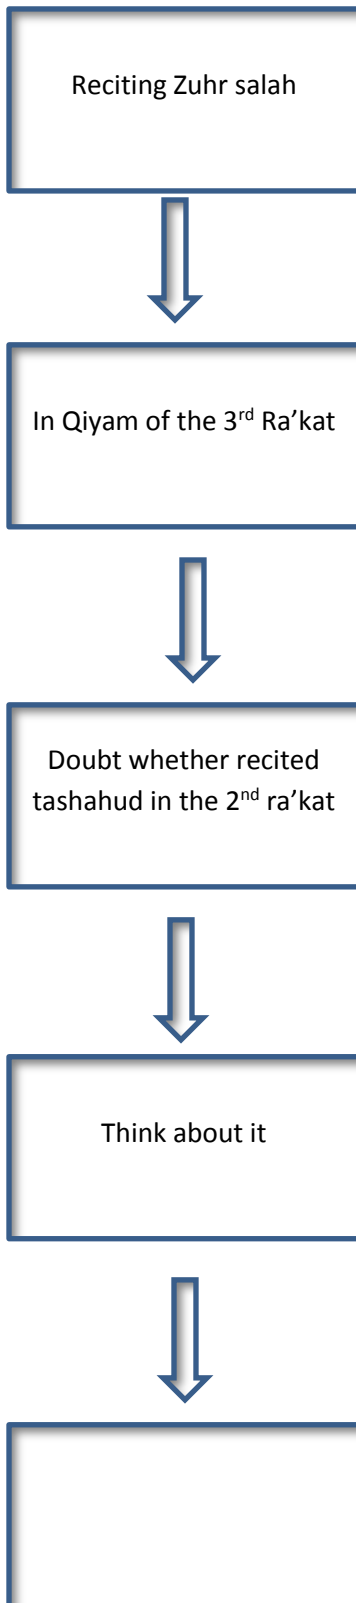 Reciting Zuhr salah
In Qiyam of the 3rd Ra’kat
Doubt whether recited
tashahud in the 2nd ra’kat
Think about it